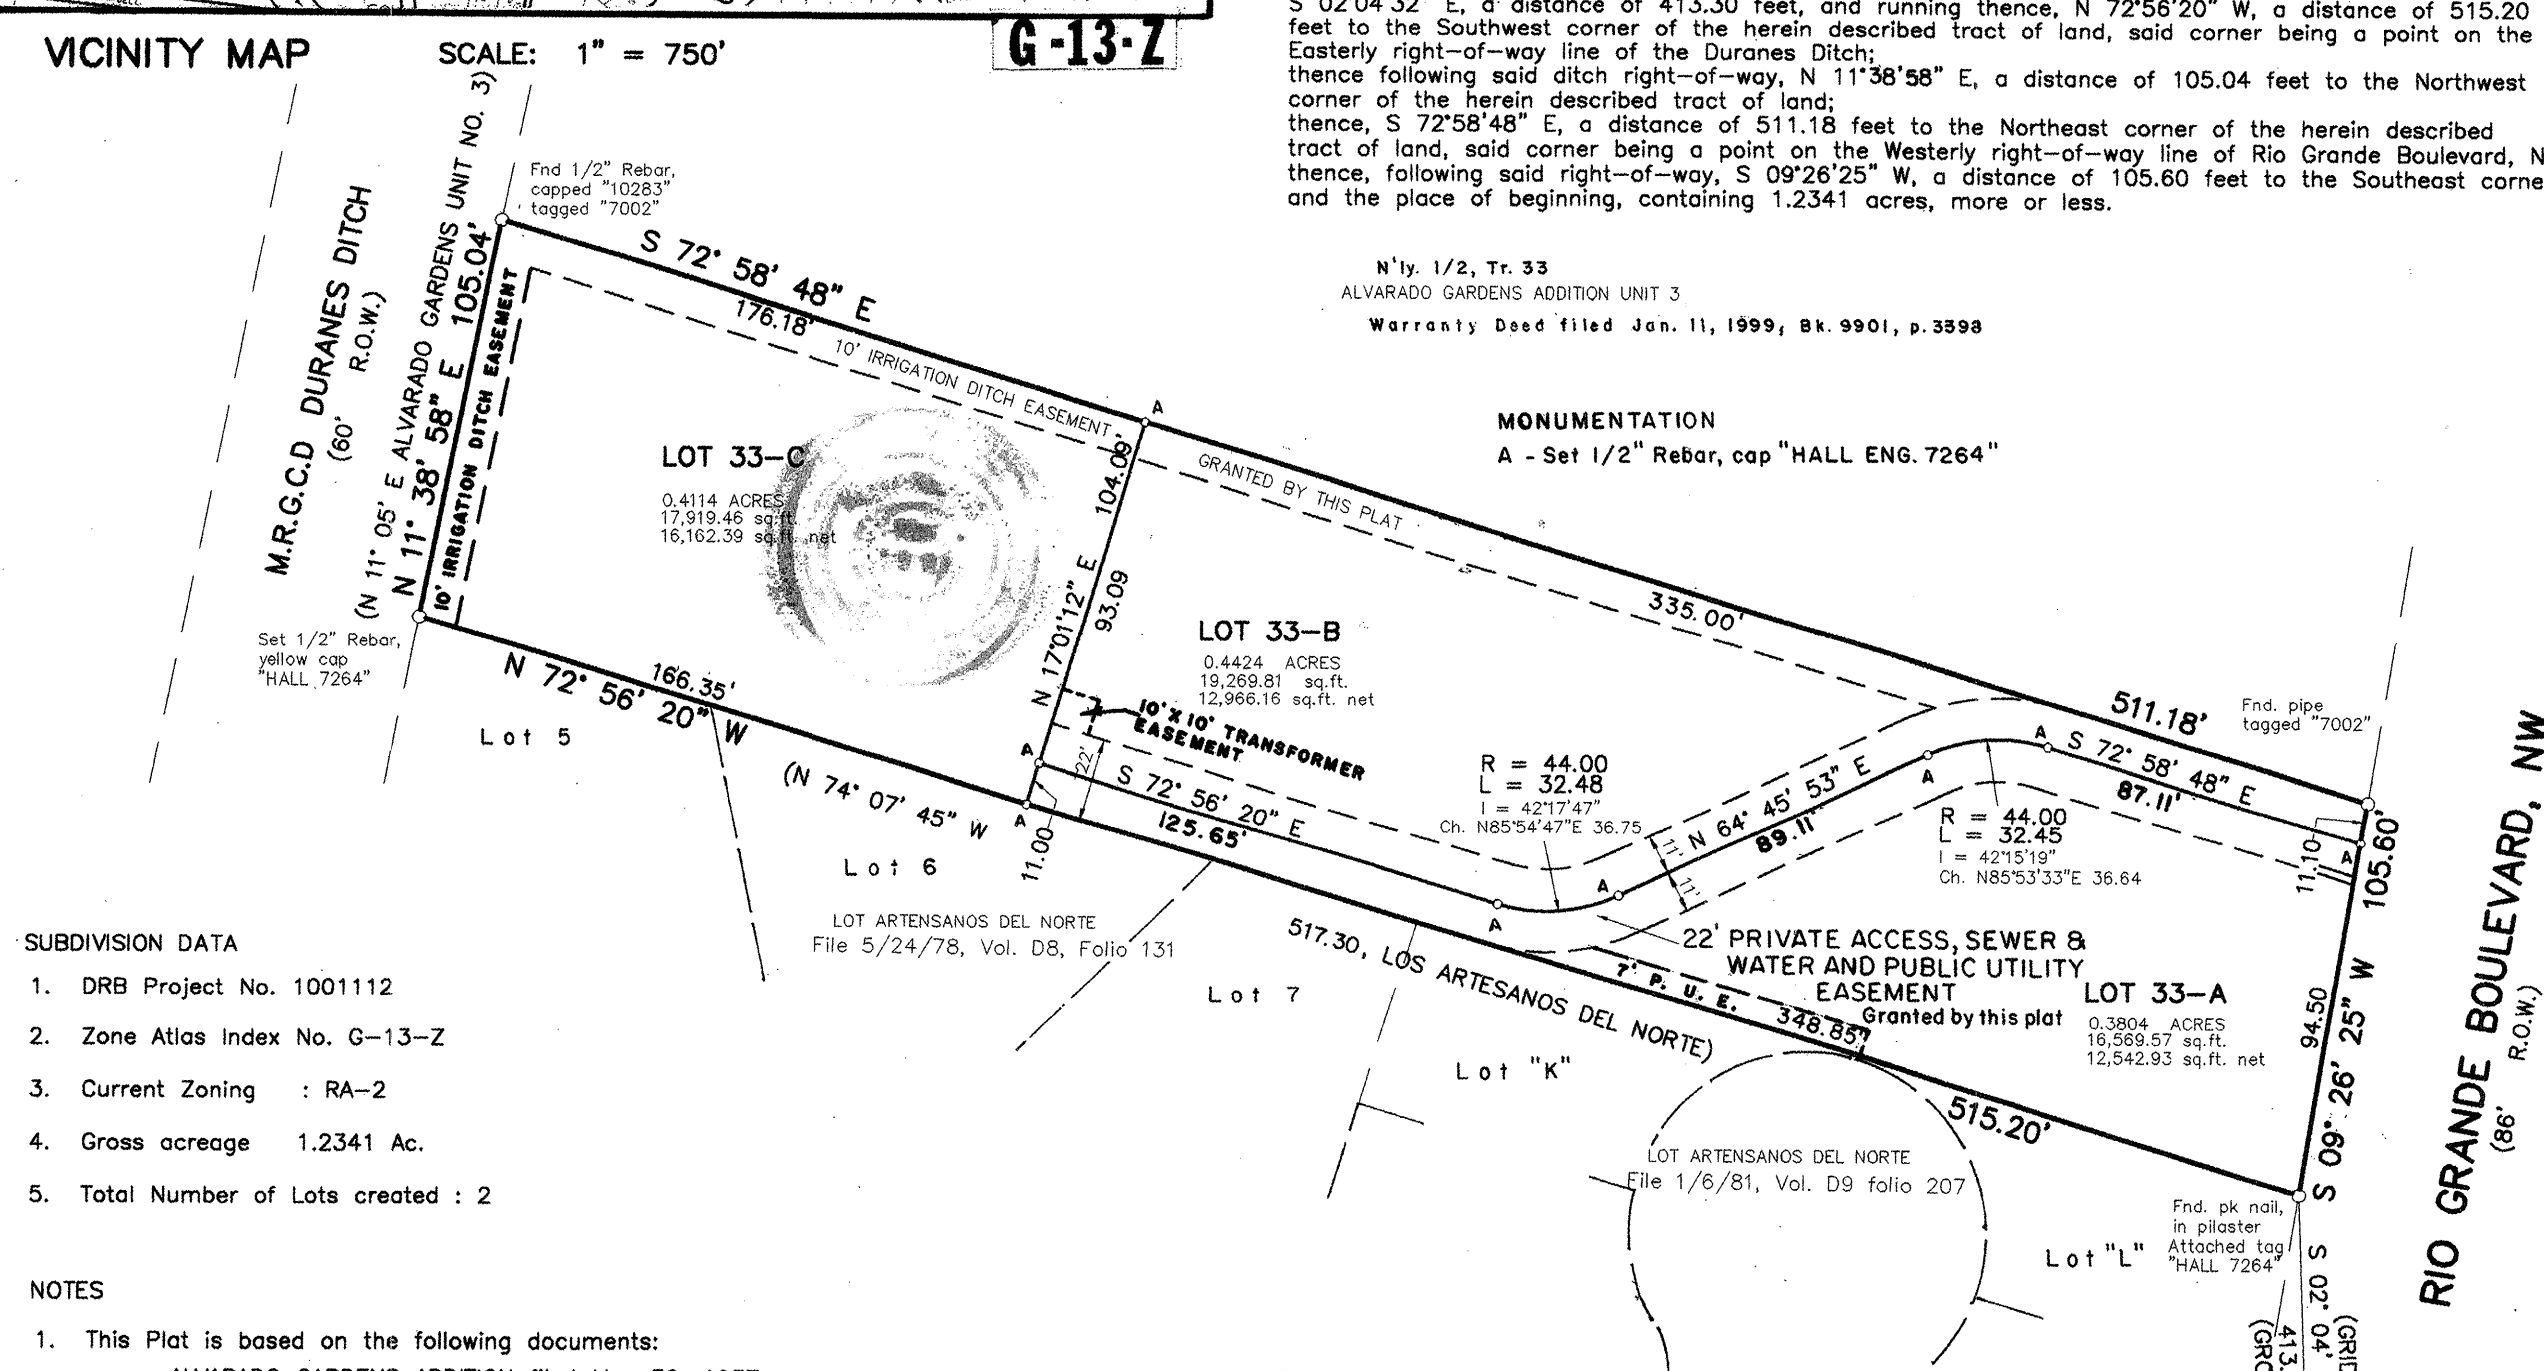 VICINITY MAP
SCALE: 1" = 750'
G-13-Z
S 02°04'32" E, a distance of 413.30 feet, and running thence, N 72°56'20" W, a distance of 515.20
feet to the Southwest corner of the herein described tract of land, said corner being a point on the
Easterly right-of-way line of the Duranes Ditch;
thence following said ditch right-of-way, N 11°38'58" E, a distance of 105.04 feet to the Northwest
corner of the herein described tract of land;
thence, S 72°58'48" E, a distance of 511.18 feet to the Northeast corner of the herein described
tract of land, said corner being a point on the Westerly right-of-way line of Rio Grande Boulevard, N
thence, following said right-of-way, S 09°26'25" W, a distance of 105.60 feet to the Southeast corne
and the place of beginning, containing 1.2341 acres, more or less.
N'ly. 1/2, Tr. 33
ALVARADO GARDENS ADDITION UNIT 3
Warranty Deed filed Jan. 11, 1999, Bk. 9901, p. 3398
MONUMENTATION
A - Set 1/2" Rebar, cap "HALL ENG. 7264"
Fnd 1/2" Rebar,
capped "10283"
tagged "7002"
M.R.G.C.D DURANES DITCH
(60' R.O.W.)
(N 11° 05' E ALVARADO GARDENS UNIT NO. 3)
N 11° 38' 58" E 105.04'
10' IRRIGATION DITCH EASEMENT
S 72° 58' 48" E
176.18'
10' IRRIGATION DITCH EASEMENT
GRANTED BY THIS PLAT
A
335.00'
511.18'
LOT 33-C
0.4114 ACRES
17,919.46 sq.ft.
16,162.39 sq.ft. net
104.09'
N 17°01'12" E
93.09
LOT 33-B
0.4424 ACRES
19,269.81 sq.ft.
12,966.16 sq.ft. net
10' X 10' TRANSFORMER
EASEMENT
Set 1/2" Rebar,
yellow cap
"HALL 7264"
166.35'
N 72° 56' 20" W
(N 74° 07' 45" W
517.30, LOS ARTESANOS DEL NORTE)
Lot 5
A
A
22'
11.00
S 72° 56' 20" E
125.65'
R = 44.00
L = 32.48
I = 42°17'47"
Ch. N85°54'47"E 36.75
A
A
11'
11'
N 64° 45' 53" E
89.11'
A
A
R = 44.00
L = 32.45
I = 42°15'19"
Ch. N85°53'33"E 36.64
S 72° 58' 48" E
87.11'
Fnd. pipe
tagged "7002"
11.10
A
105.60'
94.50
S 09° 26' 25" W
RIO GRANDE BOULEVARD, NW
(86' R.O.W.)
22' PRIVATE ACCESS, SEWER &
WATER AND PUBLIC UTILITY
EASEMENT
Granted by this plat
7' P. U. E.
348.85'
LOT 33-A
0.3804 ACRES
16,569.57 sq.ft.
12,542.93 sq.ft. net
515.20'
Lot 6
LOT ARTENSANOS DEL NORTE
File 5/24/78, Vol. D8, Folio 131
Lot 7
Lot "K"
LOT ARTENSANOS DEL NORTE
File 1/6/81, Vol. D9 folio 207
Lot "L"
Fnd. pk nail,
in pilaster
Attached tag
"HALL 7264"
S 02° 04'
413.
(GRID
(GRO
SUBDIVISION DATA
1. DRB Project No. 1001112
2. Zone Atlas Index No. G-13-Z
3. Current Zoning : RA-2
4. Gross acreage 1.2341 Ac.
5. Total Number of Lots created : 2
NOTES
1. This Plat is based on the following documents: